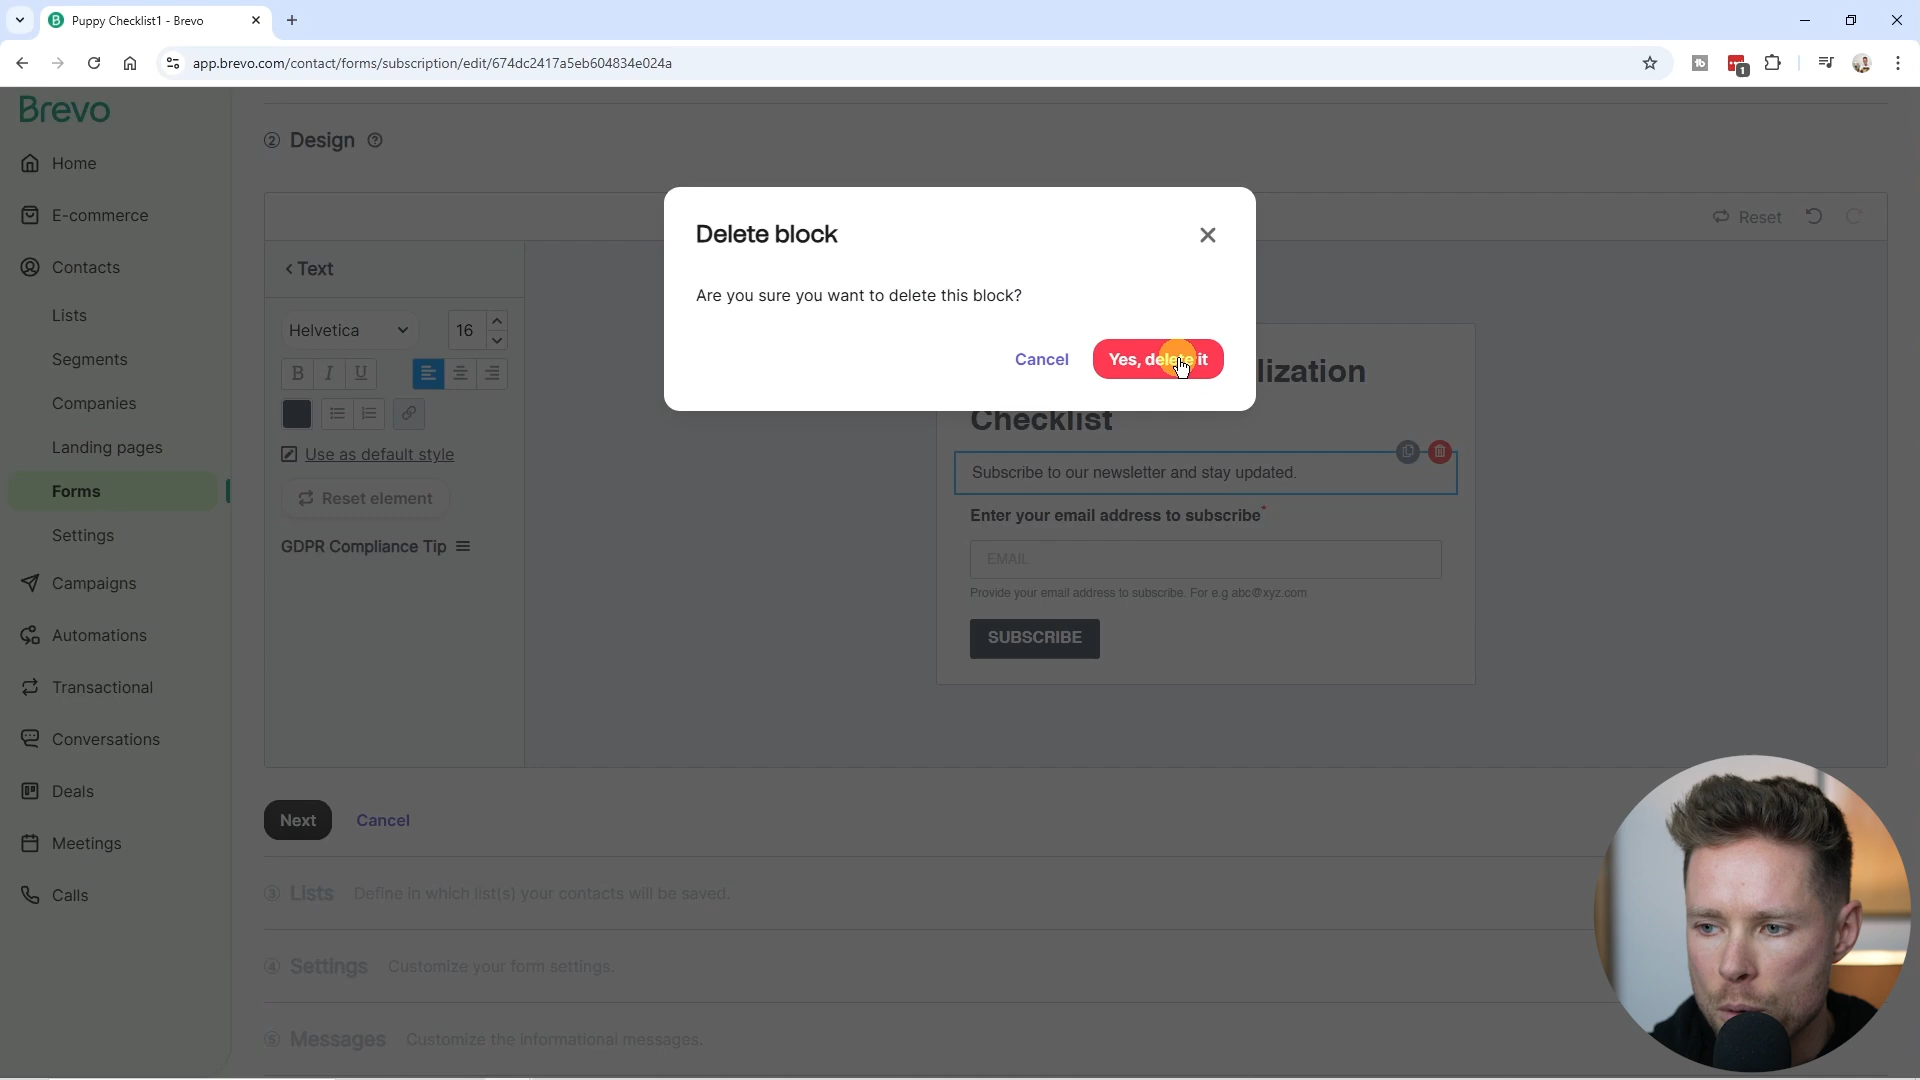 Puppy Checklist1 - Brevo
app.brevo.com/contact/forms/subscription/edit/674dc2417a5eb604834e024a
1
Brevo
Home
E-commerce
Contacts
Lists
Segments
Companies
Landing pages
Forms
Settings
Campaigns
Automations
Transactional
Conversations
Deals
Meetings
Calls
2 Design
Reset
Text
Helvetica 16
B I U
Use as default style
Reset element
GDPR Compliance Tip
Delete block
Are you sure you want to delete this block?
Cancel Yes, delete it
lization
Checklist
Subscribe to our newsletter and stay updated.
Enter your email address to subscribe*
EMAIL
Provide your email address to subscribe. For e.g abc@xyz.com
SUBSCRIBE
Next Cancel
3 Lists Define in which list(s) your contacts will be saved.
4 Settings Customize your form settings.
5 Messages Customize the informational messages.